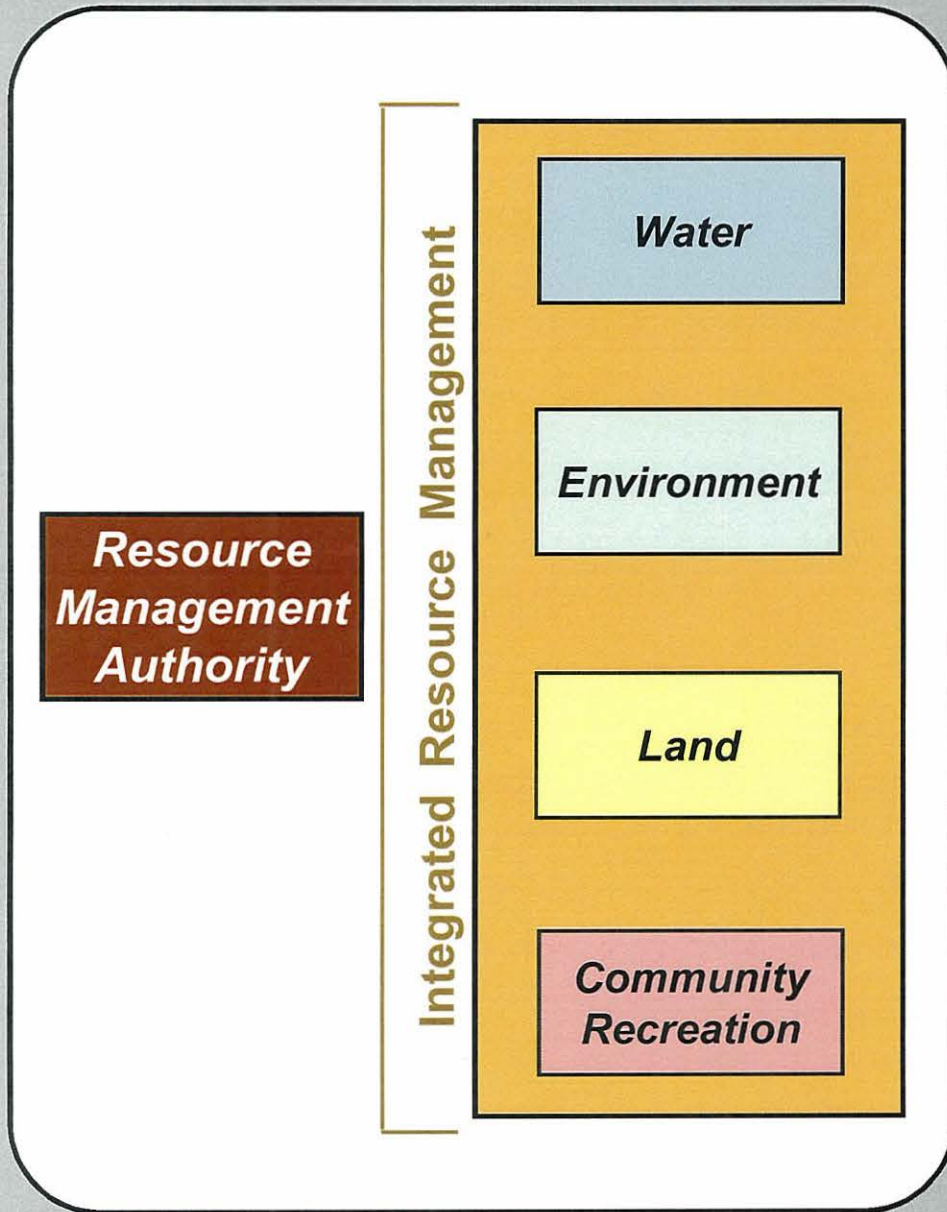 Resource
Management
Authority
Integrated Resource Management
Water
Environment
Land
Community
Recreation